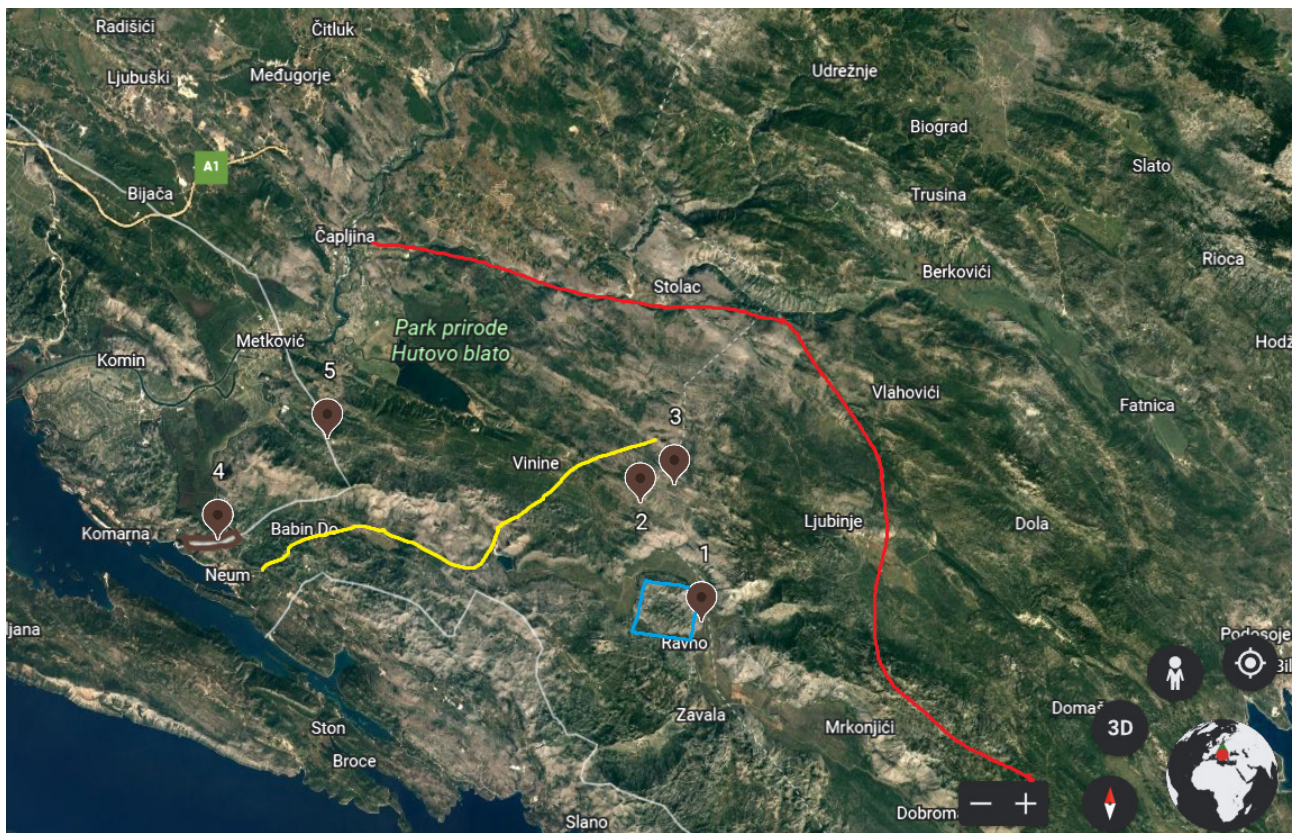 Radišići
Čitluk
Ljubuški
Međugorje
Udrežnje
Biograd
A1
Slato
Bijača
Trusina
Čapljina
Rioca
Berkovići
Stolac
Park prirode
Hutovo blato
Metković
Hodž
Komin
5
Vlahovići
Fatnica
3
Vinine
4
2
Ljubinje
Dola
Komarna
Babin Do
1
Neum
ljana
Ravno
Podosoje
Bil
Zavala
Domaš
Ston
Mrkonjići
3D
Broce
Dobrom
Slano